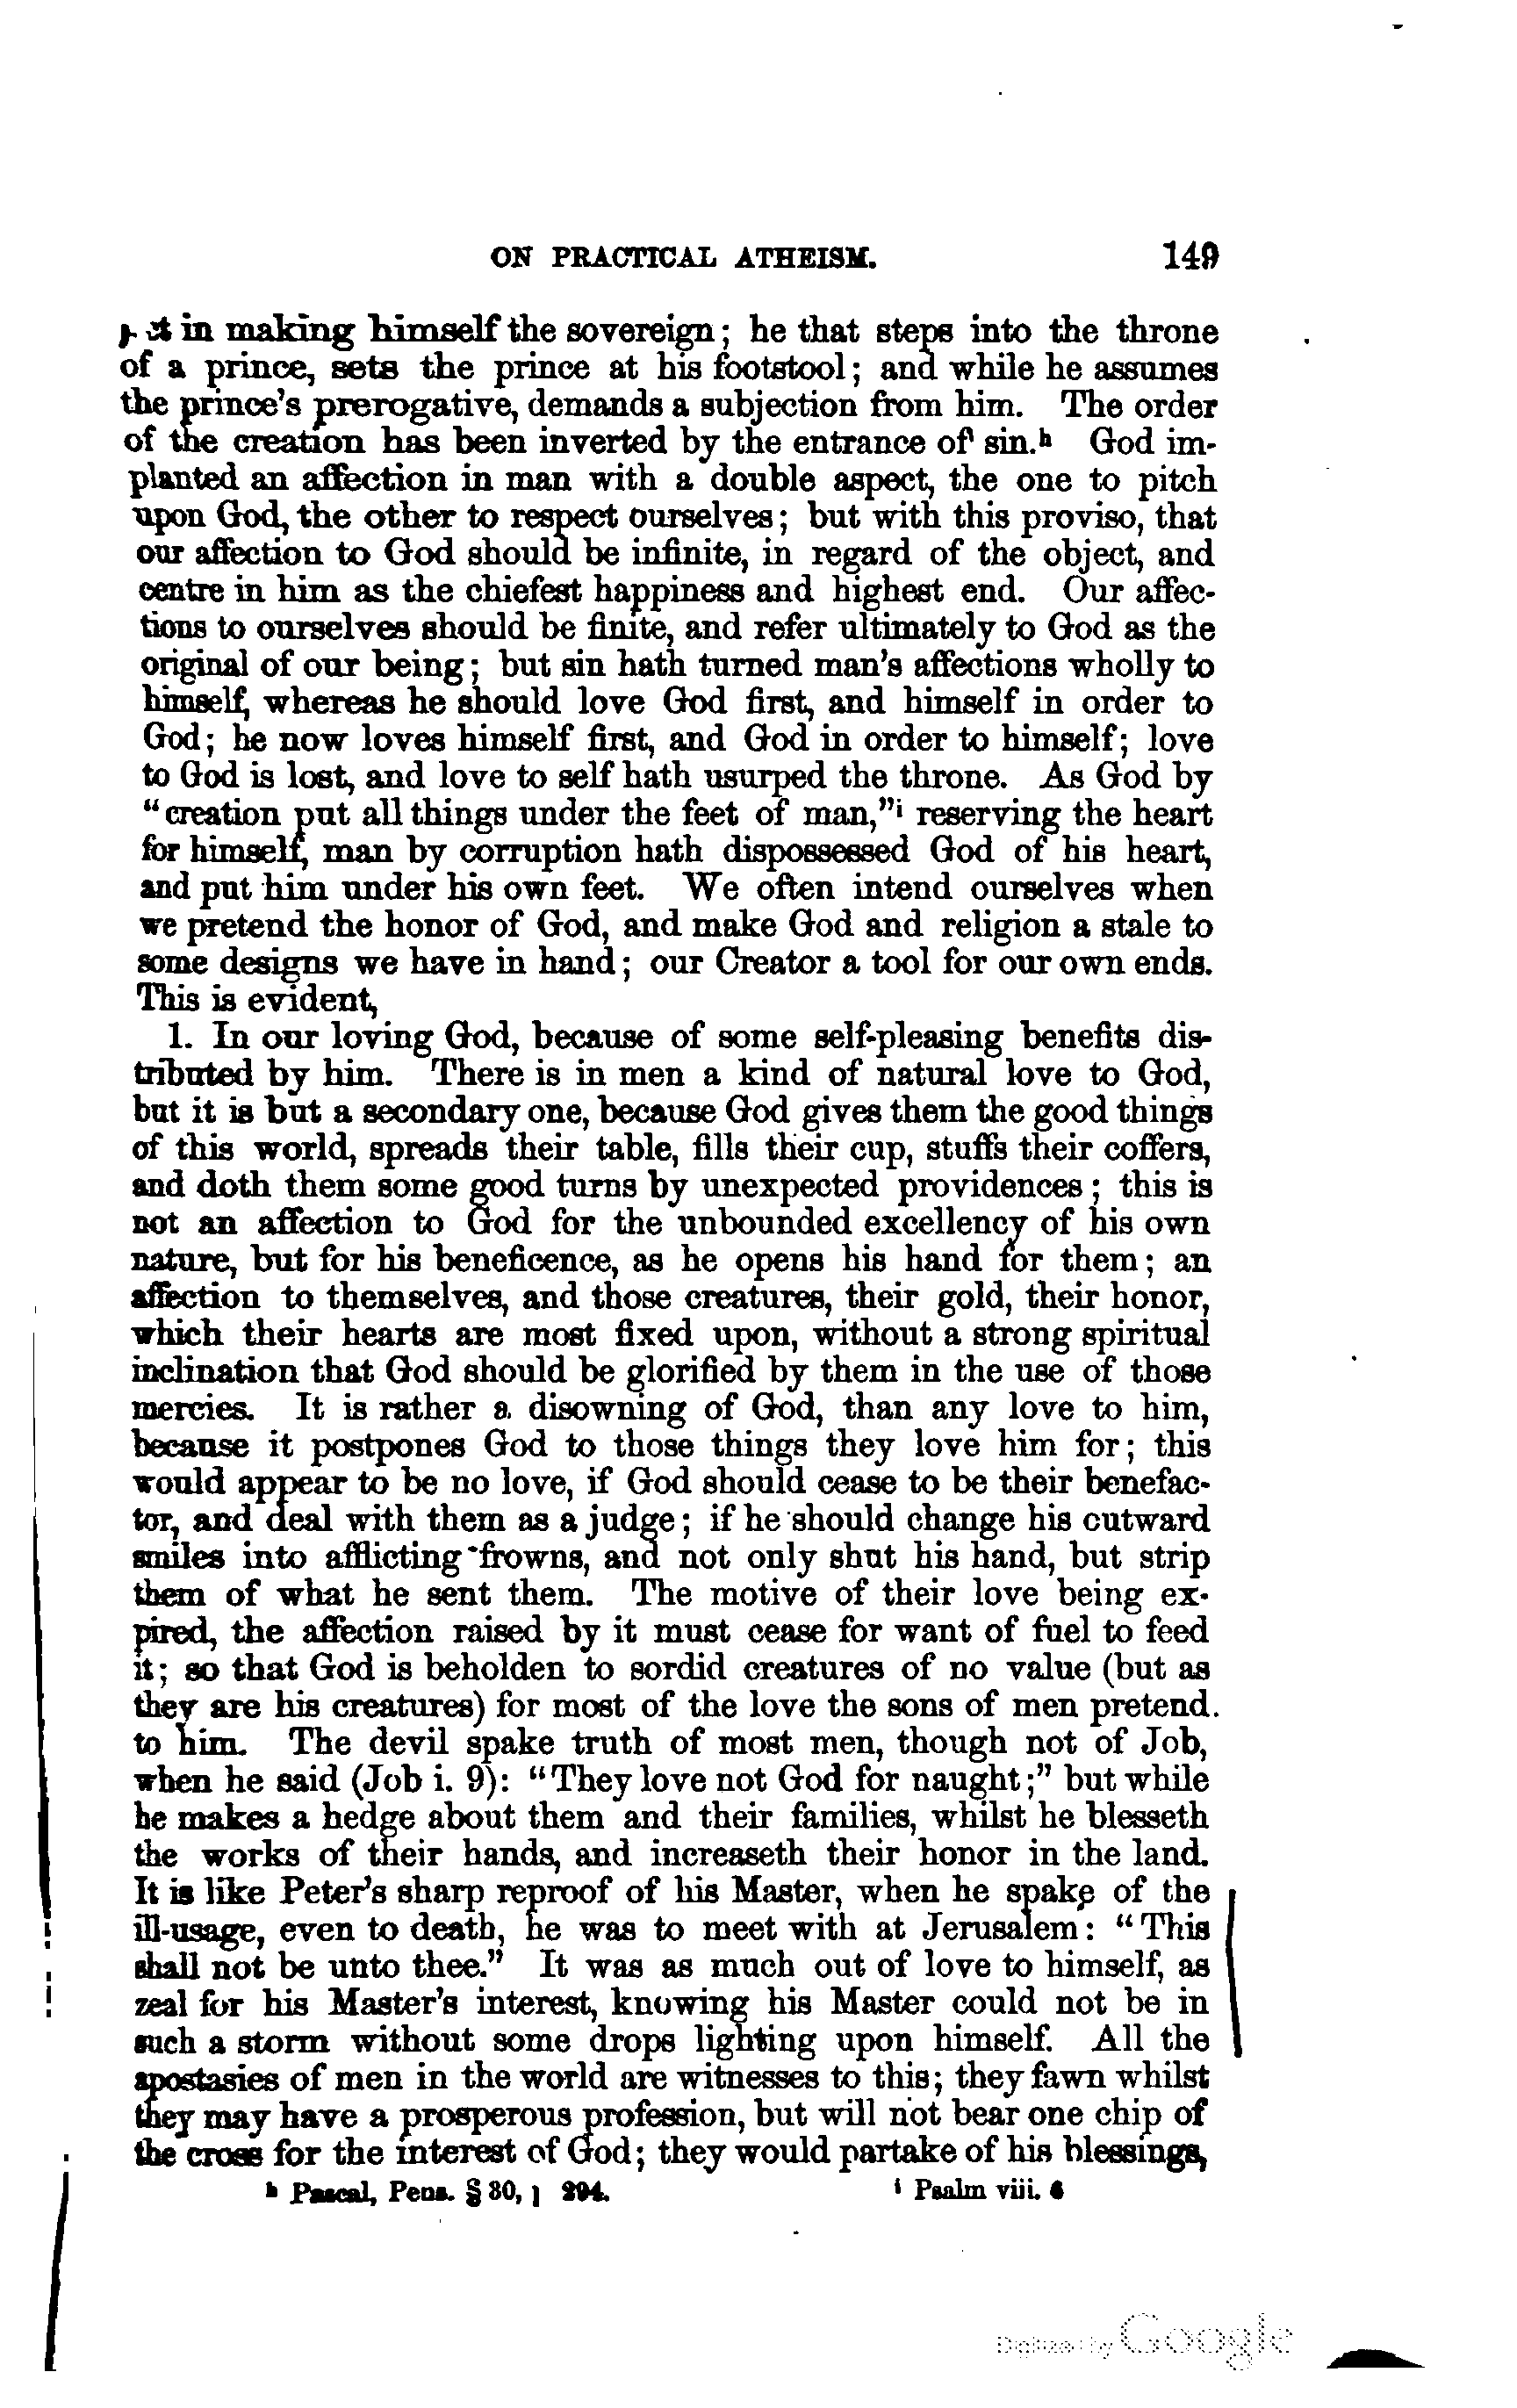 ON PRACTICAL ATHEISM. 149
in making himself the sovereign; he that steps into the throne
of a prince, sets the prince at his footstool; and while he assumes
the prince's prerogative, demands a subjection from him. The order
of the creation has been inverted by the entrance of sin.h God im-
planted an affection in man with a double aspect, the one to pitch
upon God, the other to respect ourselves; but with this proviso, that
our affection to God should be infinite, in regard of the object, and
centre in him as the chiefest happiness and highest end. Our affec-
tions to ourselves should be finite, and refer ultimately to God as the
original of our being; but sin hath turned man's affections wholly to
himself, whereas he should love God first, and himself in order to
God; he now loves himself first, and God in order to himself; love
to God is lost, and love to self hath usurped the throne. As God by
"creation put all things under the feet of man,"i reserving the heart
for himself, man by corruption hath dispossessed God of his heart,
and put him under his own feet. We often intend ourselves when
we pretend the honor of God, and make God and religion a stale to
some designs we have in hand; our Creator a tool for our own ends.
This is evident,
1. In our loving God, because of some self-pleasing benefits dis-
tributed by him. There is in men a kind of natural love to God,
but it is but a secondary one, because God gives them the good things
of this world, spreads their table, fills their cup, stuffs their coffers,
and doth them some good turns by unexpected providences; this is
not an affection to God for the unbounded excellency of his own
nature, but for his beneficence, as he opens his hand for them; an
affection to themselves, and those creatures, their gold, their honor,
which their hearts are most fixed upon, without a strong spiritual
inclination that God should be glorified by them in the use of those
mercies. It is rather a disowning of God, than any love to him,
because it postpones God to those things they love him for; this
would appear to be no love, if God should cease to be their benefac-
tor, and deal with them as a judge; if he should change his outward
smiles into afflicting frowns, and not only shut his hand, but strip
them of what he sent them. The motive of their love being ex-
pired, the affection raised by it must cease for want of fuel to feed
it; so that God is beholden to sordid creatures of no value (but as
they are his creatures) for most of the love the sons of men pretend
to him. The devil spake truth of most men, though not of Job,
when he said (Job i. 9): "They love not God for naught;" but while
he makes a hedge about them and their families, whilst he blesseth
the works of their hands, and increaseth their honor in the land.
It is like Peter's sharp reproof of his Master, when he spake of the
ill-usage, even to death, he was to meet with at Jerusalem: "This
shall not be unto thee." It was as much out of love to himself, as
zeal for his Master's interest, knowing his Master could not be in
such a storm without some drops lighting upon himself. All the
apostasies of men in the world are witnesses to this; they fawn whilst
they may have a prosperous profession, but will not bear one chip of
the cross for the interest of God; they would partake of his blessings,
h Pascal, Pens. § 30, 294. i Psalm viii. 6
Digitized by Google